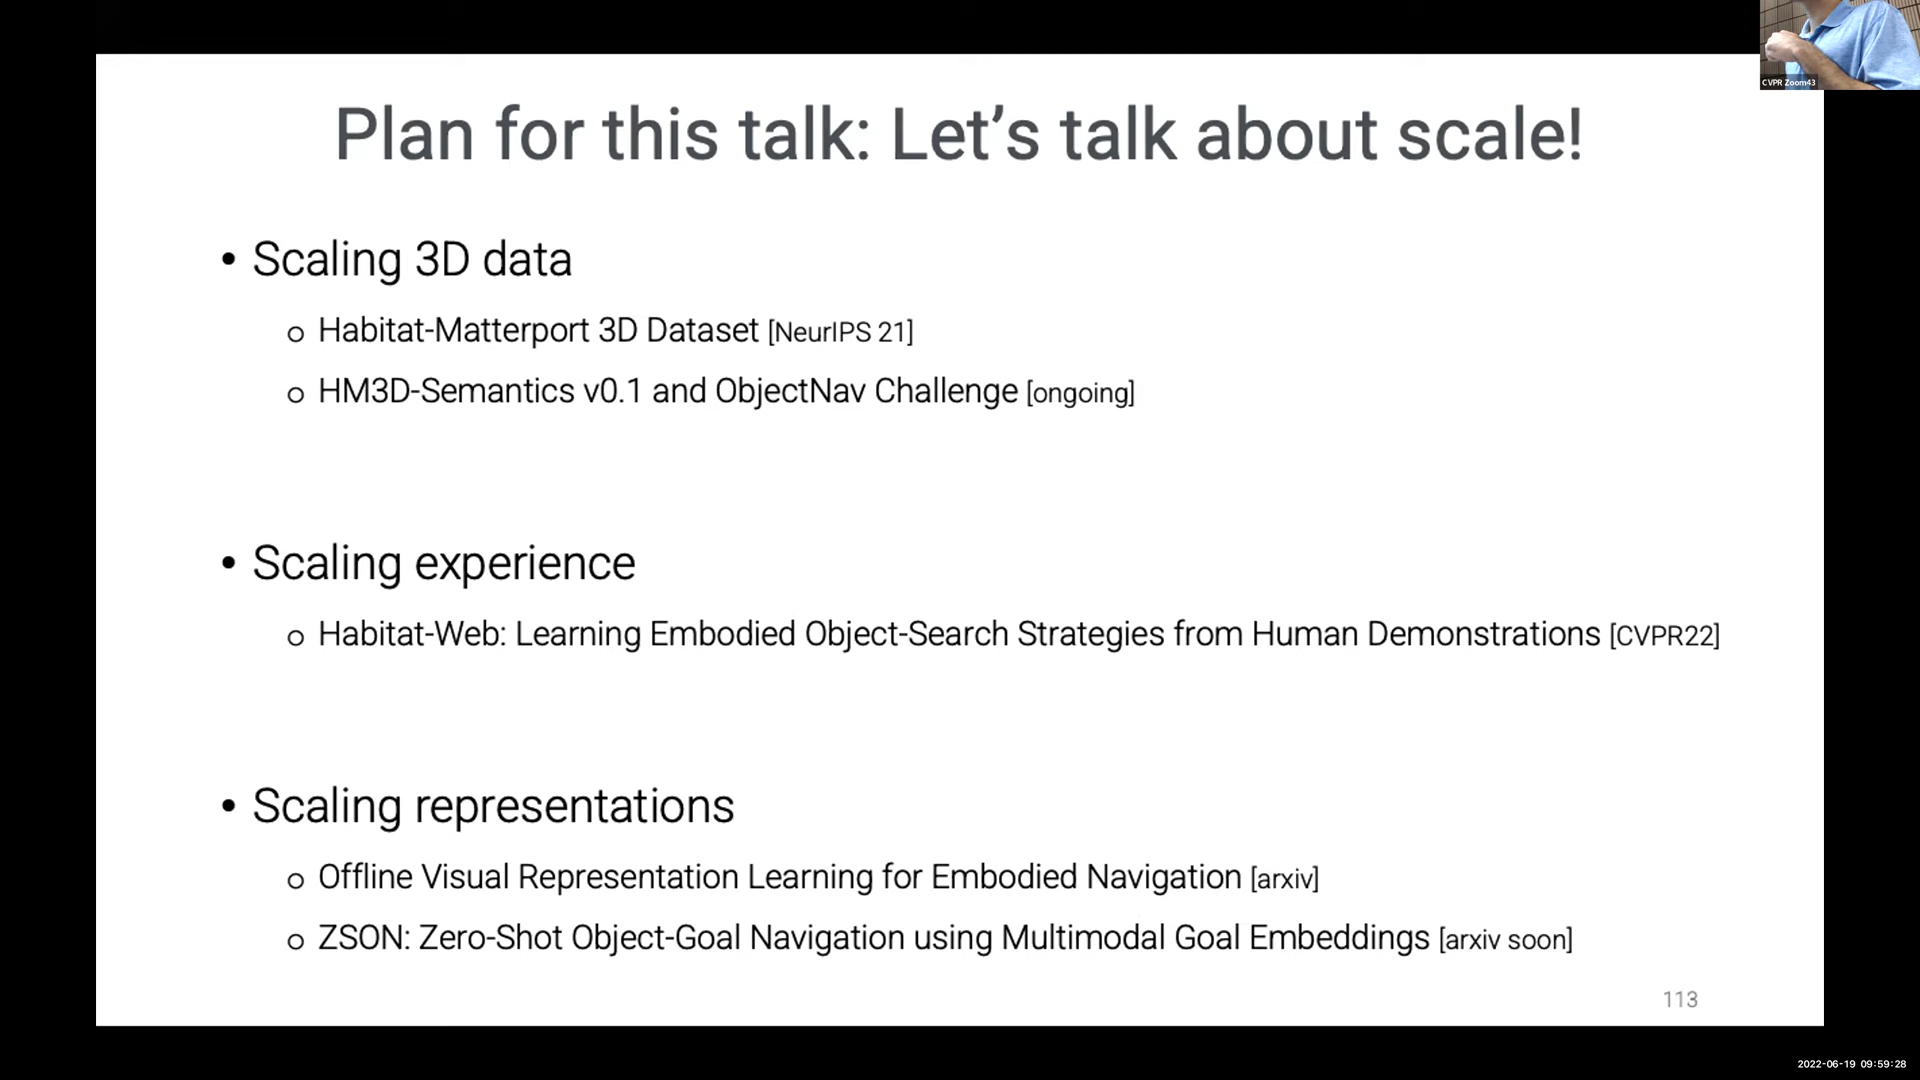 CVPR Zoom43
Plan for this talk: Let’s talk about scale!
• Scaling 3D data
o Habitat-Matterport 3D Dataset [NeurIPS 21]
o HM3D-Semantics v0.1 and ObjectNav Challenge [ongoing]
• Scaling experience
o Habitat-Web: Learning Embodied Object-Search Strategies from Human Demonstrations [CVPR22]
• Scaling representations
o Offline Visual Representation Learning for Embodied Navigation [arxiv]
o ZSON: Zero-Shot Object-Goal Navigation using Multimodal Goal Embeddings [arxiv soon]
113
2022-06-19 09:59:28